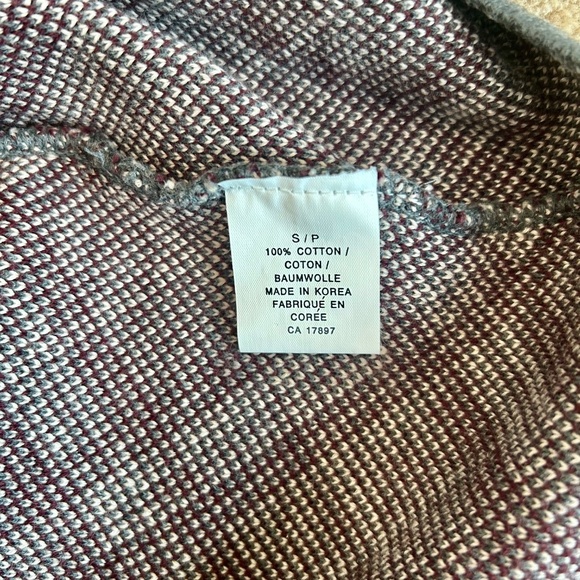 S / P
100% COTTON /
COTON /
BAUMWOLLE
MADE IN KOREA
FABRIQUÉ EN
CORÉE
CA 17897